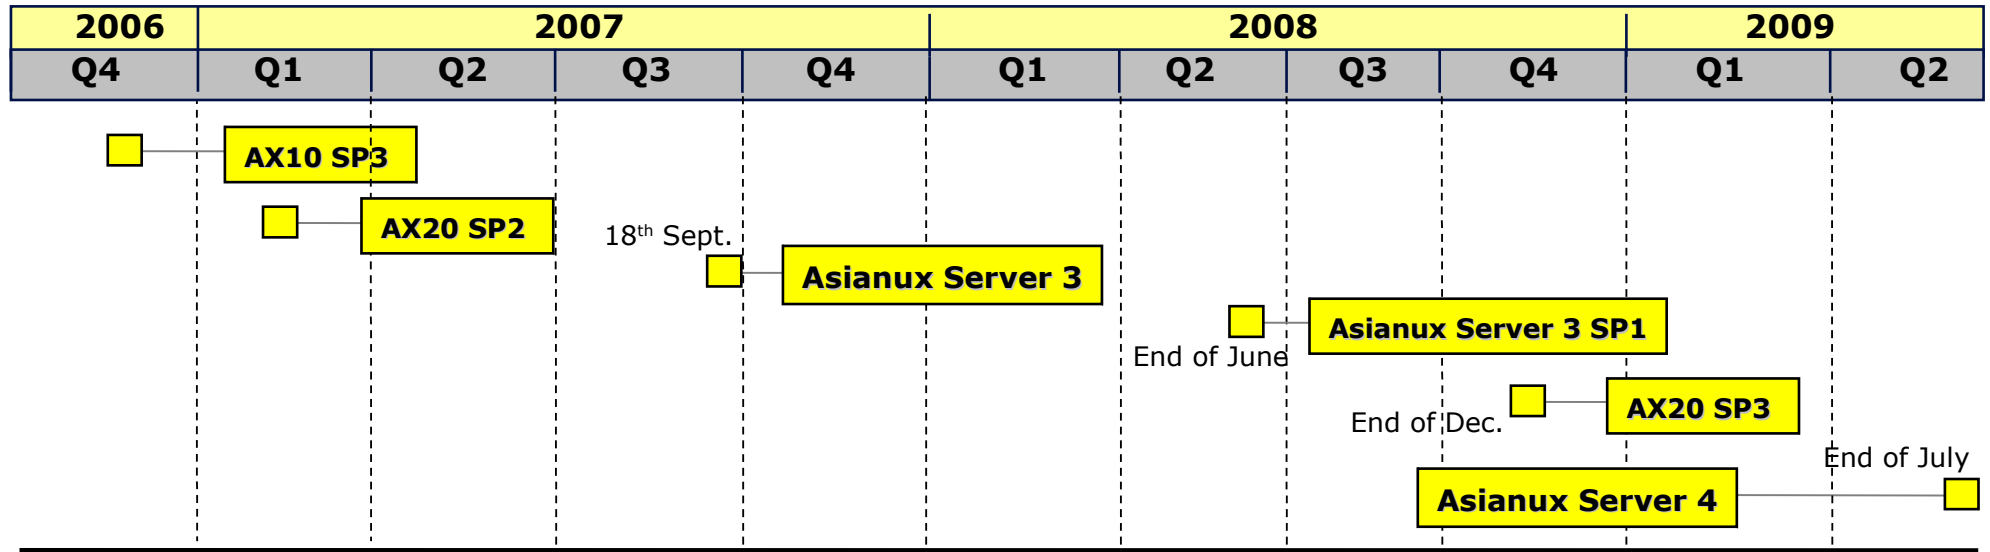 2006 2007 2008 2009
Q4 Q1 Q2 Q3 Q4 Q1 Q2 Q3 Q4 Q1 Q2
AX10 SP3
AX20 SP2
18th Sept.
Asianux Server 3
Asianux Server 3 SP1
End of June
AX20 SP3
End of Dec.
End of July
Asianux Server 4